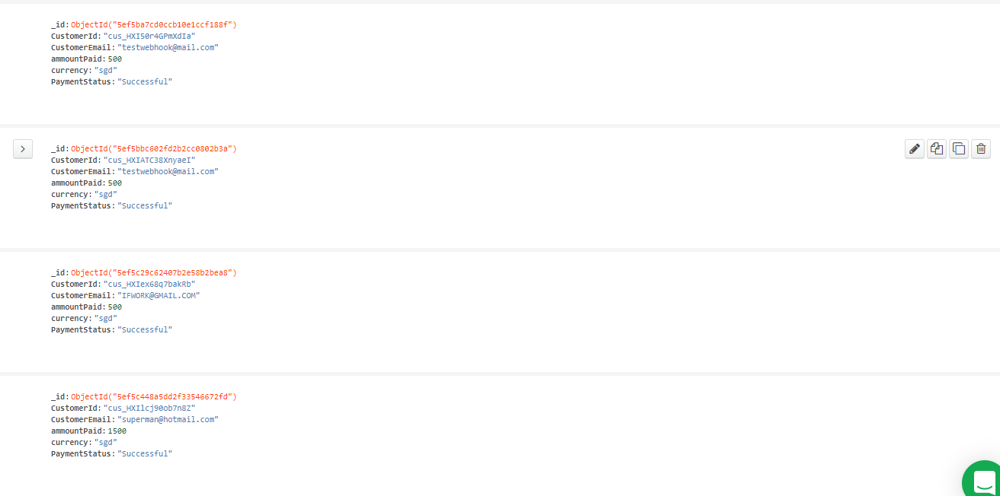 _id: ObjectId("5ef5ba7cd0ccb10e1ccf188f")
CustomerId: "cus_HXI50r4GPmXdIa"
CustomerEmail: "testwebhook@mail.com"
ammountPaid: 500
currency: "sgd"
PaymentStatus: "Successful"
_id: ObjectId("5ef5bbc602fd2b2cc0802b3a")
CustomerId: "cus_HXIATC38XnyaeI"
CustomerEmail: "testwebhook@mail.com"
ammountPaid: 500
currency: "sgd"
PaymentStatus: "Successful"
_id: ObjectId("5ef5c29c62407b2e58b2bea8")
CustomerId: "cus_HXIex68q7bakRb"
CustomerEmail: "IFWORK@GMAIL.COM"
ammountPaid: 500
currency: "sgd"
PaymentStatus: "Successful"
_id: ObjectId("5ef5c448a5dd2f33546672fd")
CustomerId: "cus_HXIlcj90ob7n8Z"
CustomerEmail: "superman@hotmail.com"
ammountPaid: 1500
currency: "sgd"
PaymentStatus: "Successful"